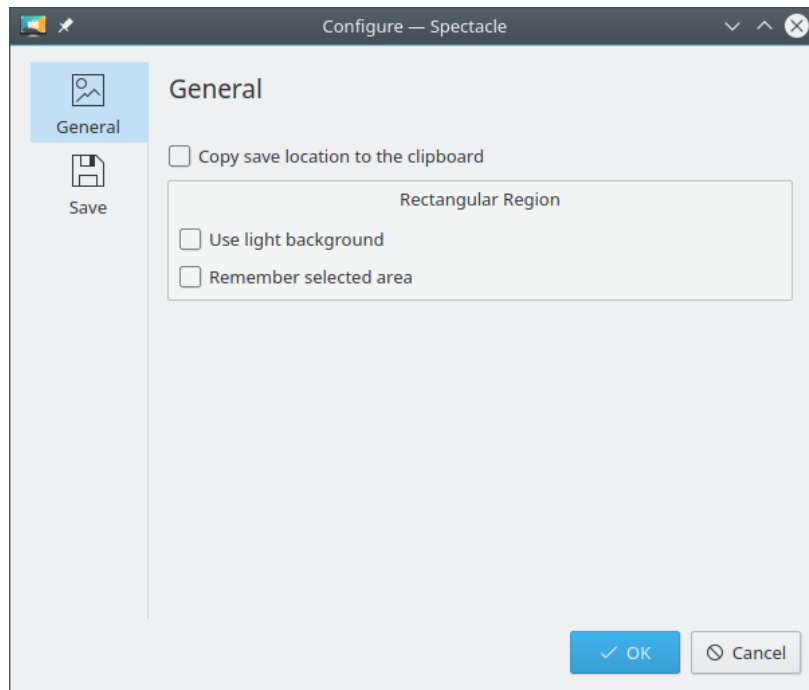 Configure — Spectacle
General
General
Save
Copy save location to the clipboard
Rectangular Region
Use light background
Remember selected area
OK
Cancel